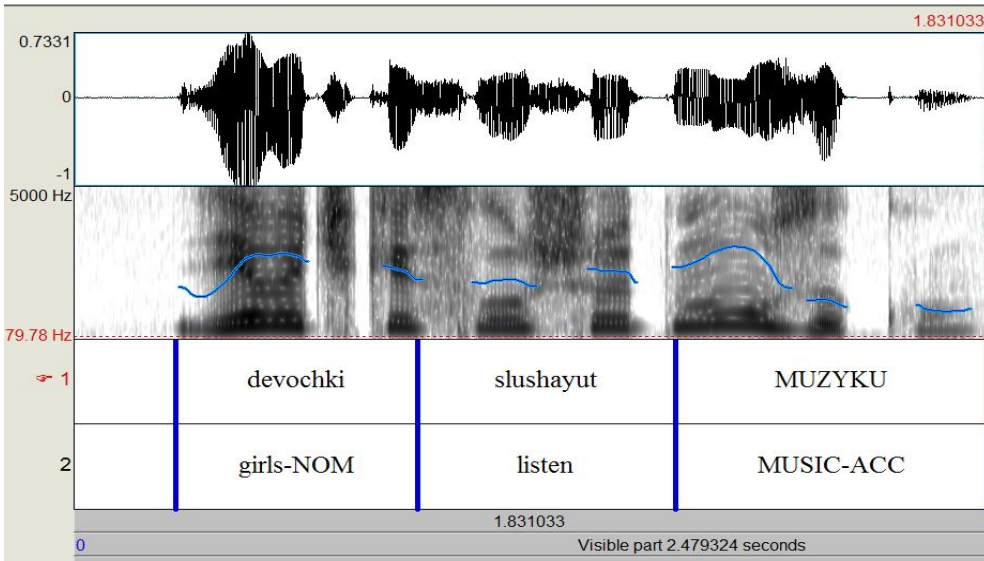 1.831033
0.7331
0
-1
5000 Hz
79.78 Hz
☞ 1 devochki slushayut MUZYKU
2 girls-NOM listen MUSIC-ACC
1.831033
0 Visible part 2.479324 seconds